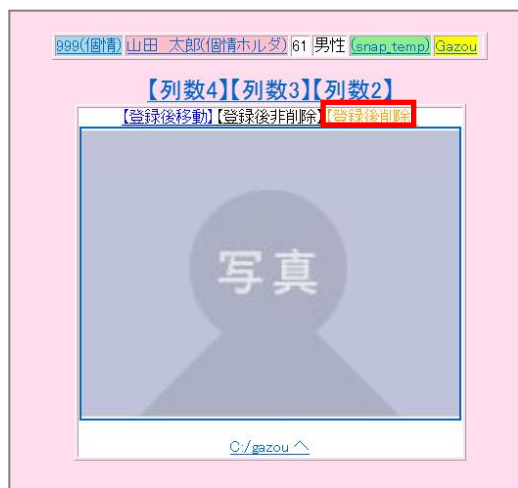 999(個情) 山田　太郎(個情ホルダ) 61 男性 (snap_temp) Gazou
【列数4】【列数3】【列数2】
【登録後移動】【登録後非削除】【登録後削除
写真
C:/gazou へ